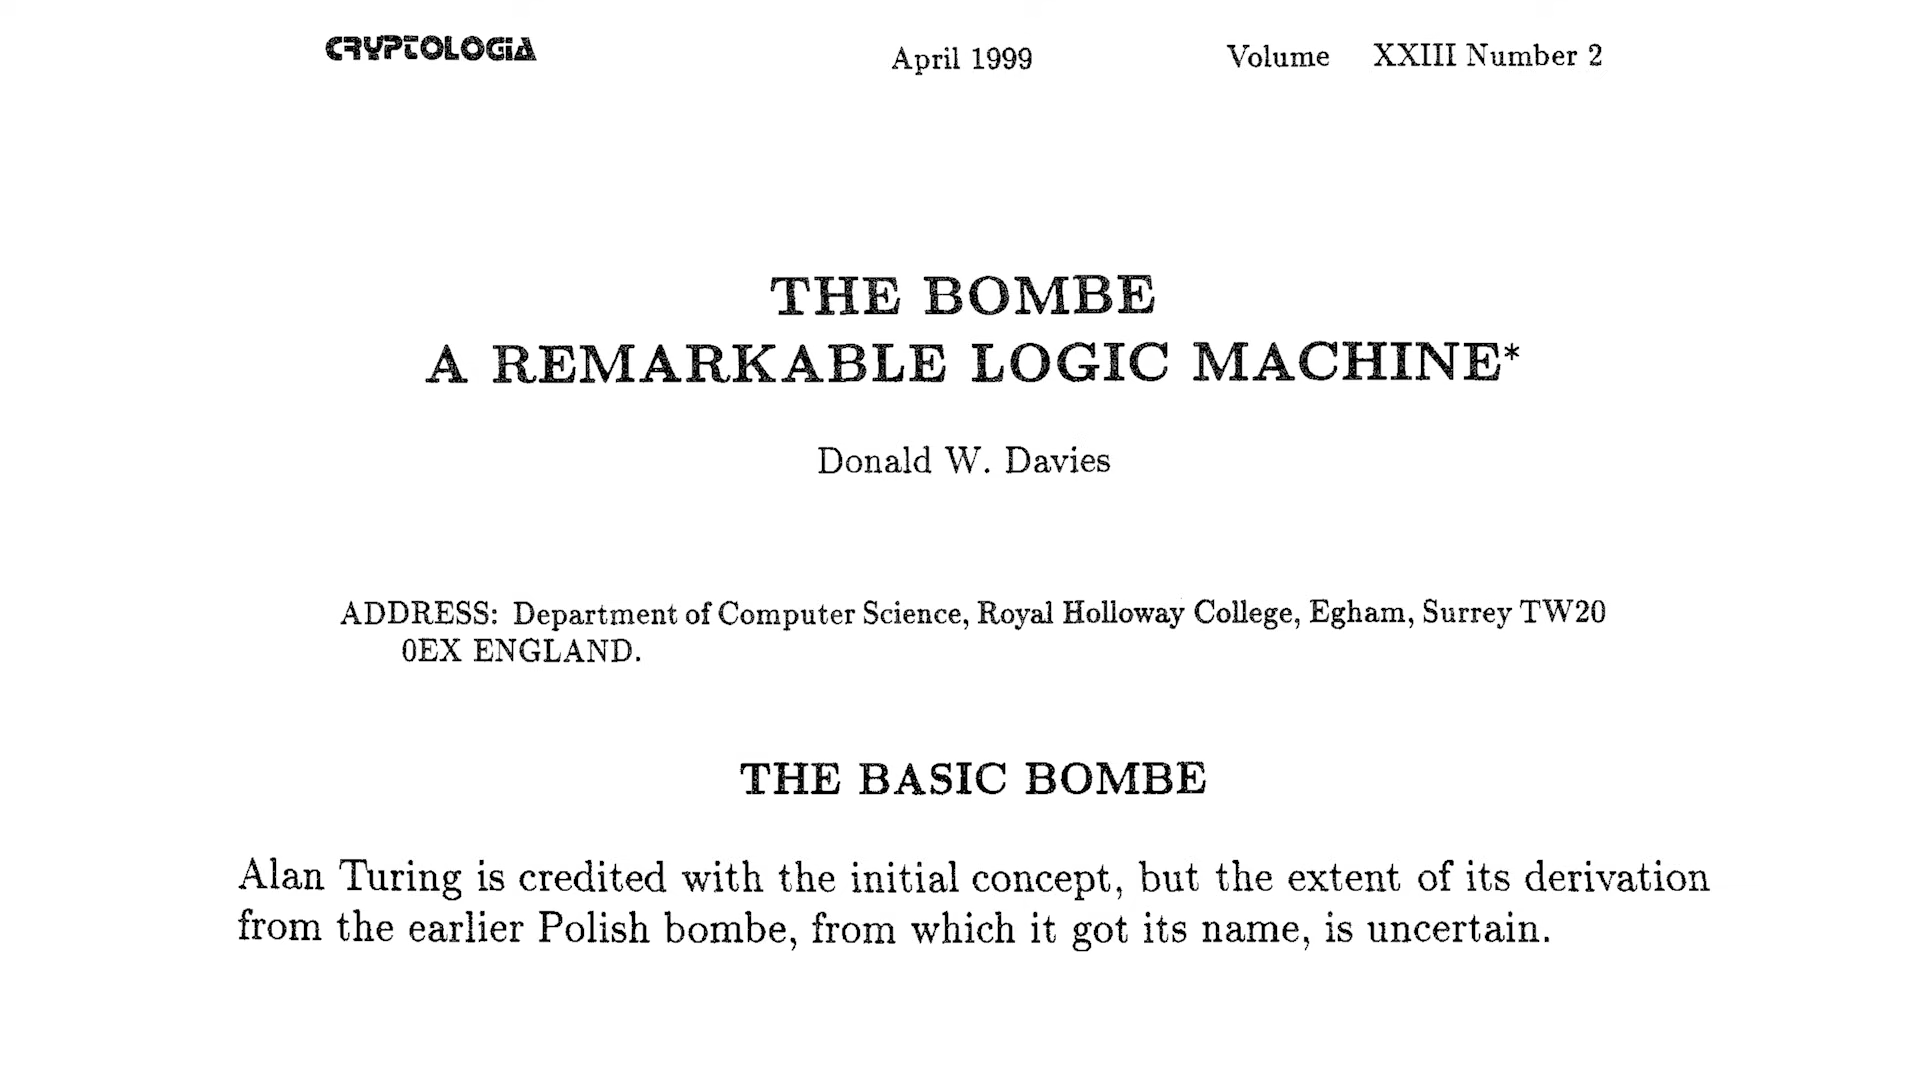 CRYPTOLOGIA April 1999 Volume XXIII Number 2
THE BOMBE
A REMARKABLE LOGIC MACHINE*
Donald W. Davies
ADDRESS: Department of Computer Science, Royal Holloway College, Egham, Surrey TW20
0EX ENGLAND.
THE BASIC BOMBE
Alan Turing is credited with the initial concept, but the extent of its derivation
from the earlier Polish bombe, from which it got its name, is uncertain.